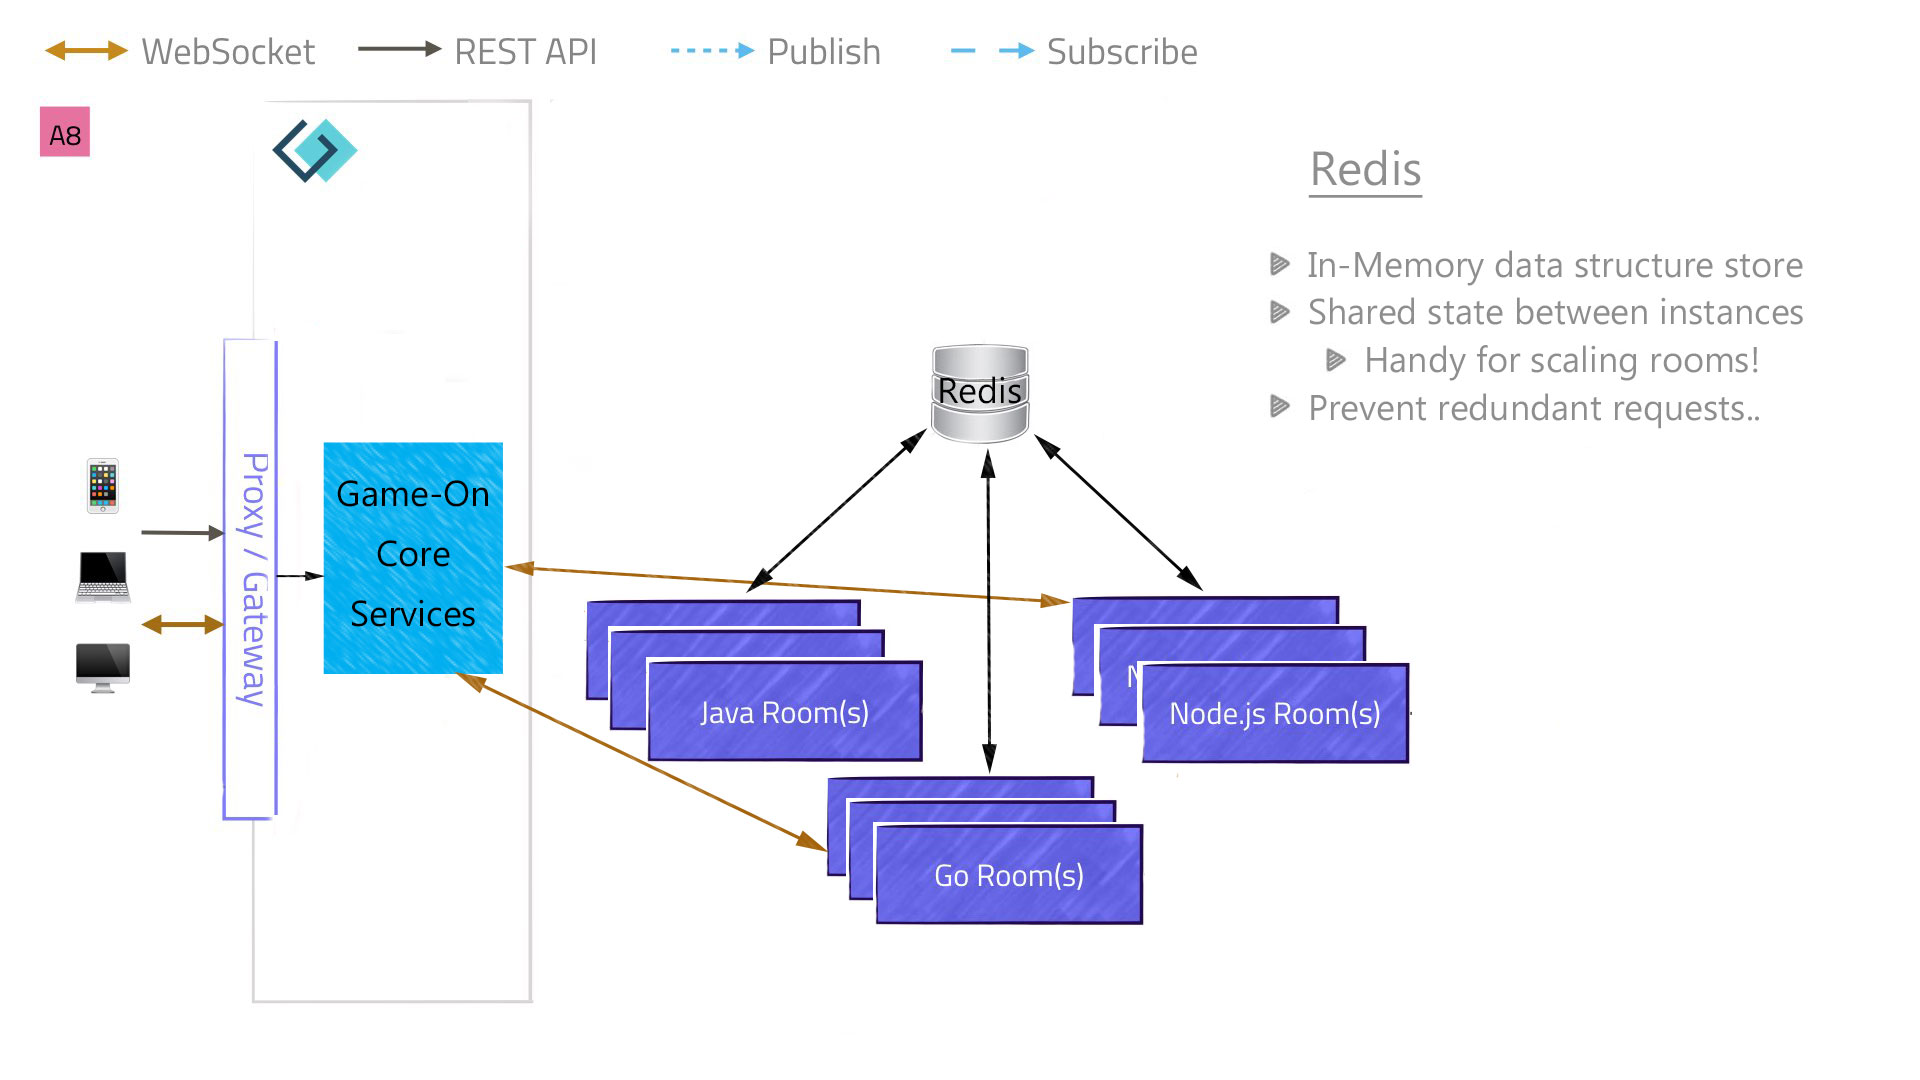 WebSocket
REST API
Publish
Subscribe
A8
Redis
In-Memory data structure store
Shared state between instances
Handy for scaling rooms!
Prevent redundant requests..
Redis
Proxy / Gateway
Game-On
Core
Services
Java Room(s)
N
Node.js Room(s)
Go Room(s)